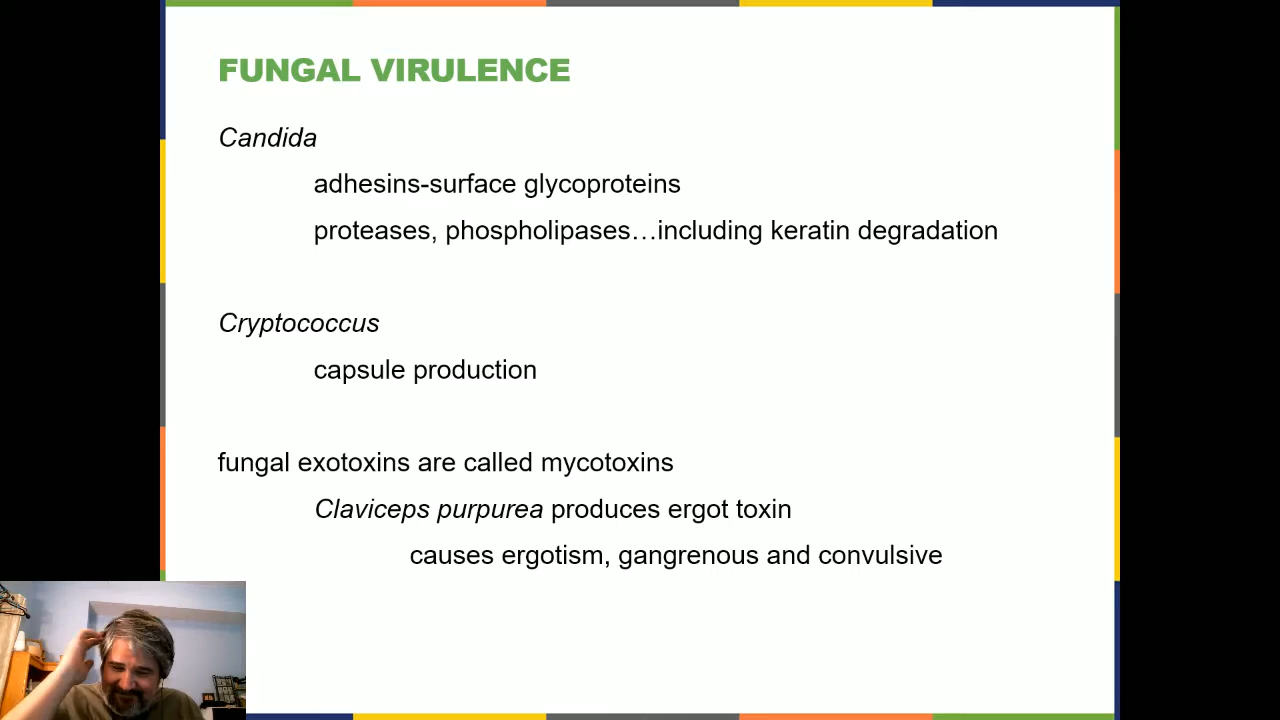 FUNGAL VIRULENCE
Candida
adhesins-surface glycoproteins
proteases, phospholipases…including keratin degradation
Cryptococcus
capsule production
fungal exotoxins are called mycotoxins
Claviceps purpurea produces ergot toxin
causes ergotism, gangrenous and convulsive